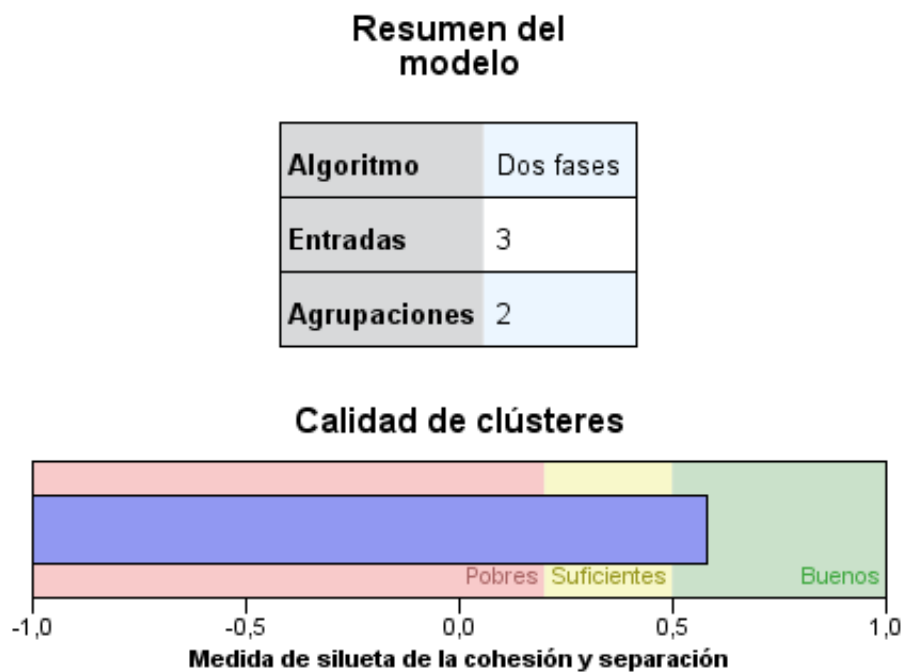 Resumen del
modelo
Algoritmo Dos fases
Entradas 3
Agrupaciones 2
Calidad de clústeres
Pobres Suficientes Buenos
-1,0 -0,5 0,0 0,5 1,0
Medida de silueta de la cohesión y separación